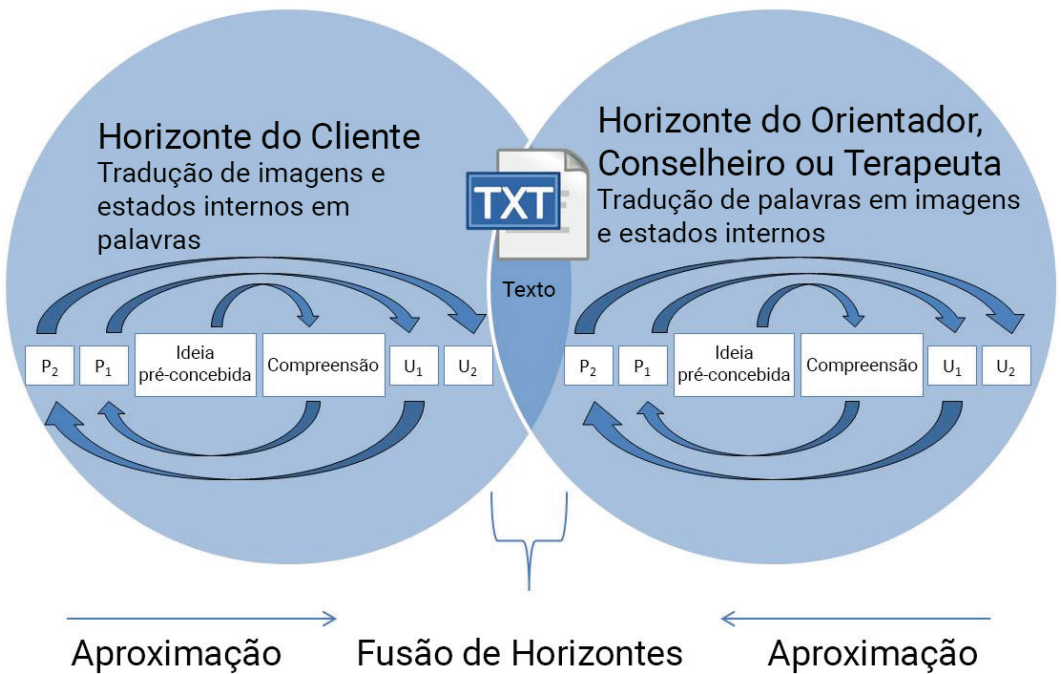 Horizonte do Cliente
Tradução de imagens e
estados internos em
palavras
P₂ P₁ Ideia
pré-concebida Compreensão U₁ U₂
TXT
Texto
Horizonte do Orientador,
Conselheiro ou Terapeuta
Tradução de palavras em imagens
e estados internos
P₂ P₁ Ideia
pré-concebida Compreensão U₁ U₂
Aproximação
Fusão de Horizontes
Aproximação